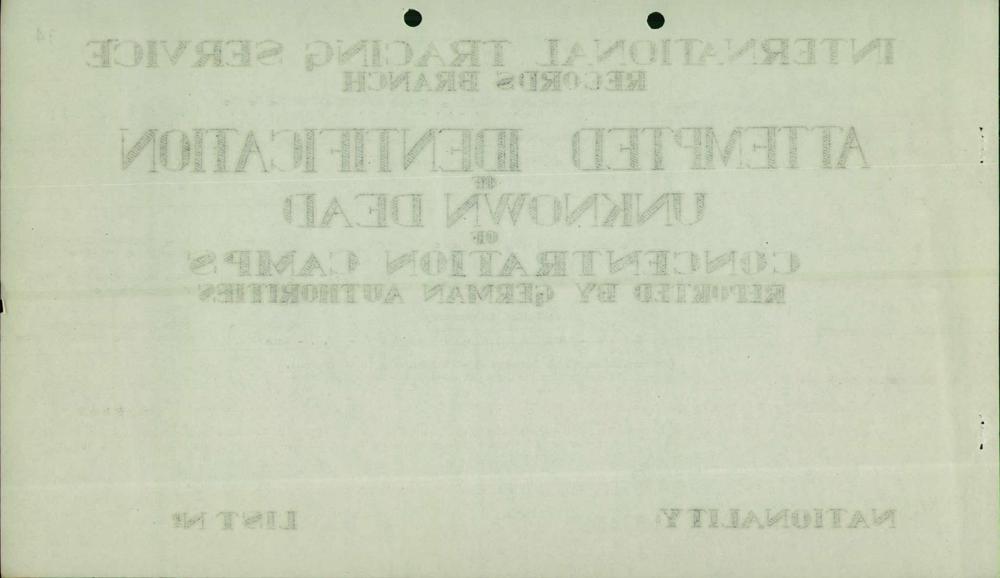 34
INTERNATIONAL TRACING SERVICE
RECORDS BRANCH
ATTEMPTED IDENTIFICATION
OF
UNKNOWN DEAD
OF
CONCENTRATION CAMPS
REPORTED BY GERMAN AUTHORITIES
NATIONALITY LIST Nº